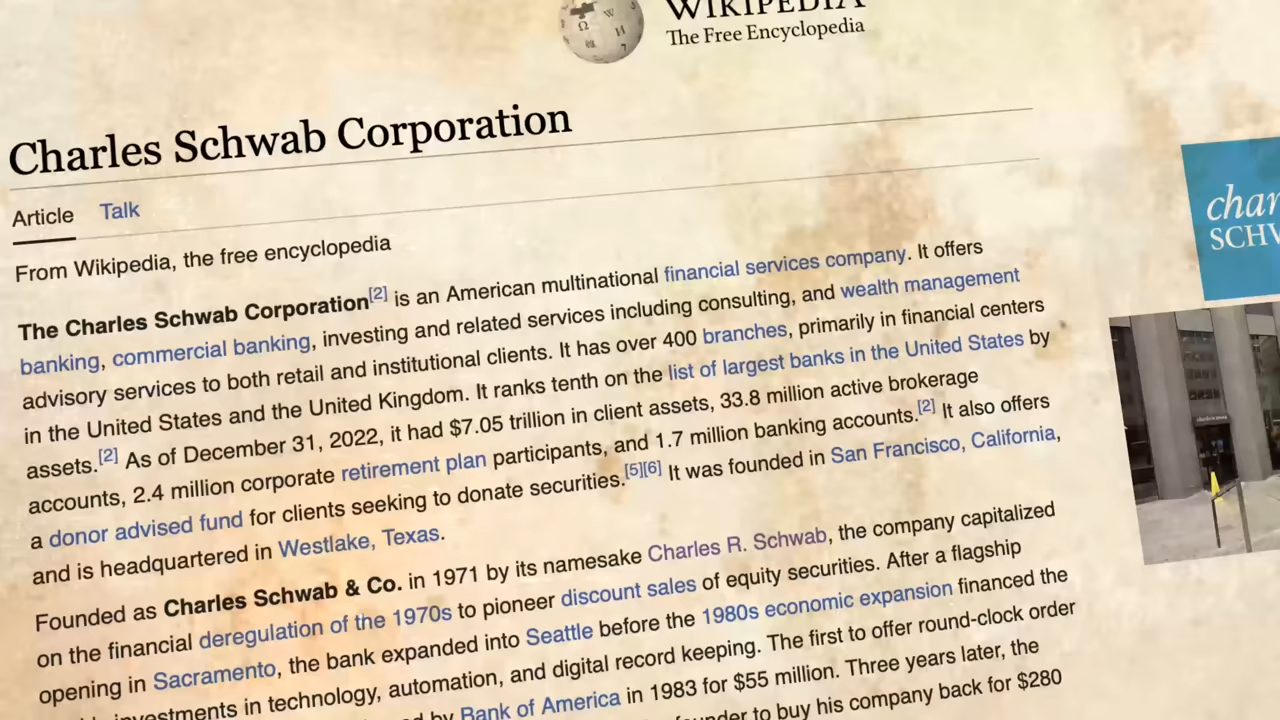 WIKIPEDIA
The Free Encyclopedia
Charles Schwab Corporation
Article Talk
From Wikipedia, the free encyclopedia
The Charles Schwab Corporation[2] is an American multinational financial services company. It offers
banking, commercial banking, investing and related services including consulting, and wealth management
advisory services to both retail and institutional clients. It has over 400 branches, primarily in financial centers
in the United States and the United Kingdom. It ranks tenth on the list of largest banks in the United States by
assets.[2] As of December 31, 2022, it had $7.05 trillion in client assets, 33.8 million active brokerage
accounts, 2.4 million corporate retirement plan participants, and 1.7 million banking accounts.[2] It also offers
a donor advised fund for clients seeking to donate securities.[5][6] It was founded in San Francisco, California,
and is headquartered in Westlake, Texas.
Founded as Charles Schwab & Co. in 1971 by its namesake Charles R. Schwab, the company capitalized
on the financial deregulation of the 1970s to pioneer discount sales of equity securities. After a flagship
opening in Sacramento, the bank expanded into Seattle before the 1980s economic expansion financed the
investments in technology, automation, and digital record keeping. The first to offer round-clock order
by Bank of America in 1983 for $55 million. Three years later, the
founder to buy his company back for $280
char
SCHW